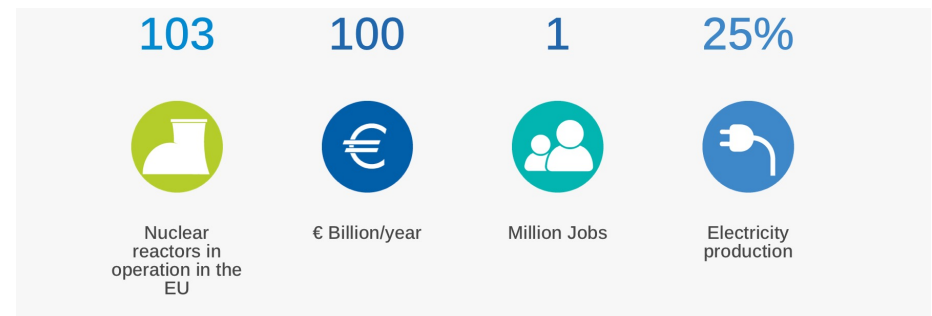 103
100
1
25%
Nuclear
reactors in
operation in the
EU
€ Billion/year
Million Jobs
Electricity
production